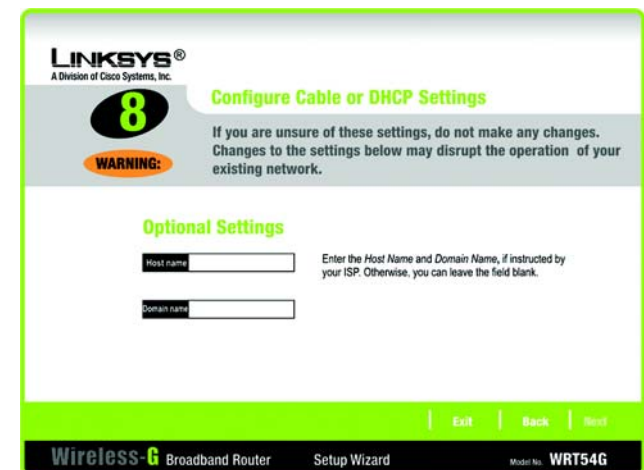 LINKSYS®
A Division of Cisco Systems, Inc.
8
Configure Cable or DHCP Settings
WARNING:
If you are unsure of these settings, do not make any changes.
Changes to the settings below may disrupt the operation of your
existing network.
Optional Settings
Host name
Enter the Host Name and Domain Name, if instructed by
your ISP. Otherwise, you can leave the field blank.
Domain name
Exit
Back
Next
Wireless-G Broadband Router
Setup Wizard
Model No. WRT54G